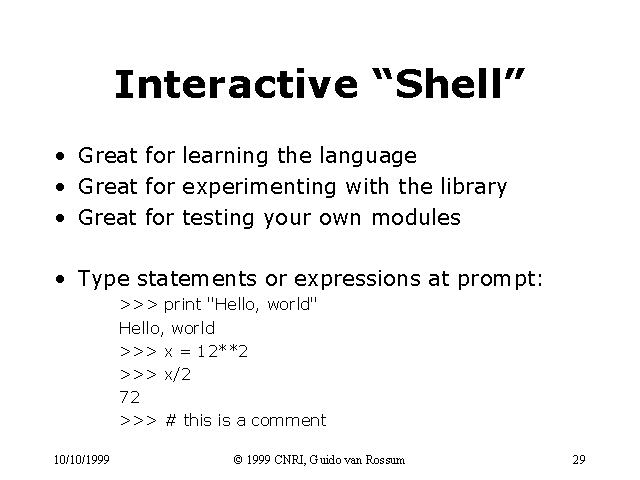 Interactive “Shell”
• Great for learning the language
• Great for experimenting with the library
• Great for testing your own modules
• Type statements or expressions at prompt:
>>> print "Hello, world"
Hello, world
>>> x = 12**2
>>> x/2
72
>>> # this is a comment
10/10/1999 © 1999 CNRI, Guido van Rossum 29